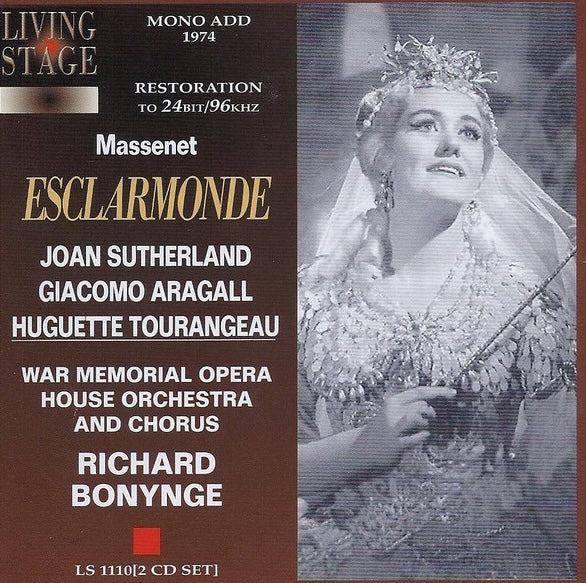 LIVING
STAGE
MONO ADD
1974
RESTORATION
TO 24BIT/96KHZ
Massenet
ESCLARMONDE
JOAN SUTHERLAND
GIACOMO ARAGALL
HUGUETTE TOURANGEAU
WAR MEMORIAL OPERA
HOUSE ORCHESTRA
AND CHORUS
RICHARD
BONYNGE
LS 1110[2 CD SET]